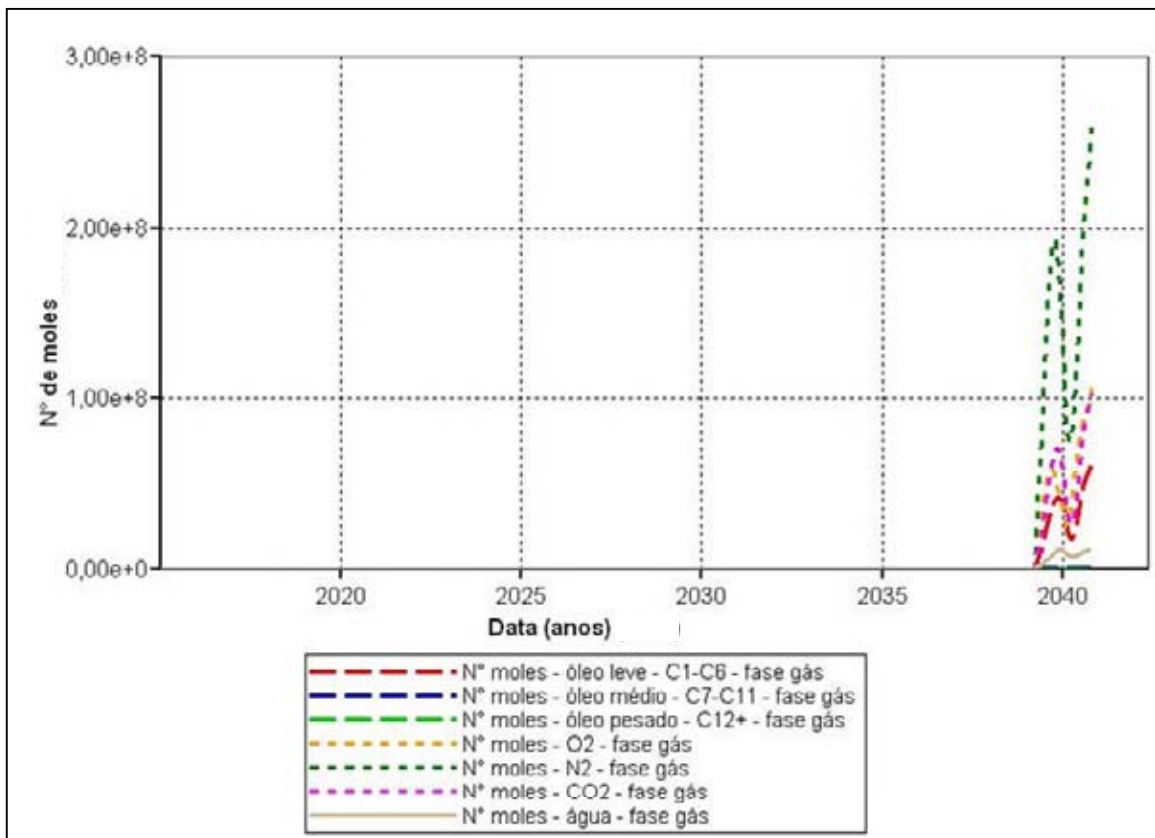 3,00e+8
2,00e+8
1,00e+8
0,00e+0
N° de moles
2020 2025 2030 2035 2040
Data (anos)
N° moles - óleo leve - C1-C6 - fase gás
N° moles - óleo médio - C7-C11 - fase gás
N° moles - óleo pesado - C12+ - fase gás
N° moles - O2 - fase gás
N° moles - N2 - fase gás
N° moles - CO2 - fase gás
N° moles - água - fase gás